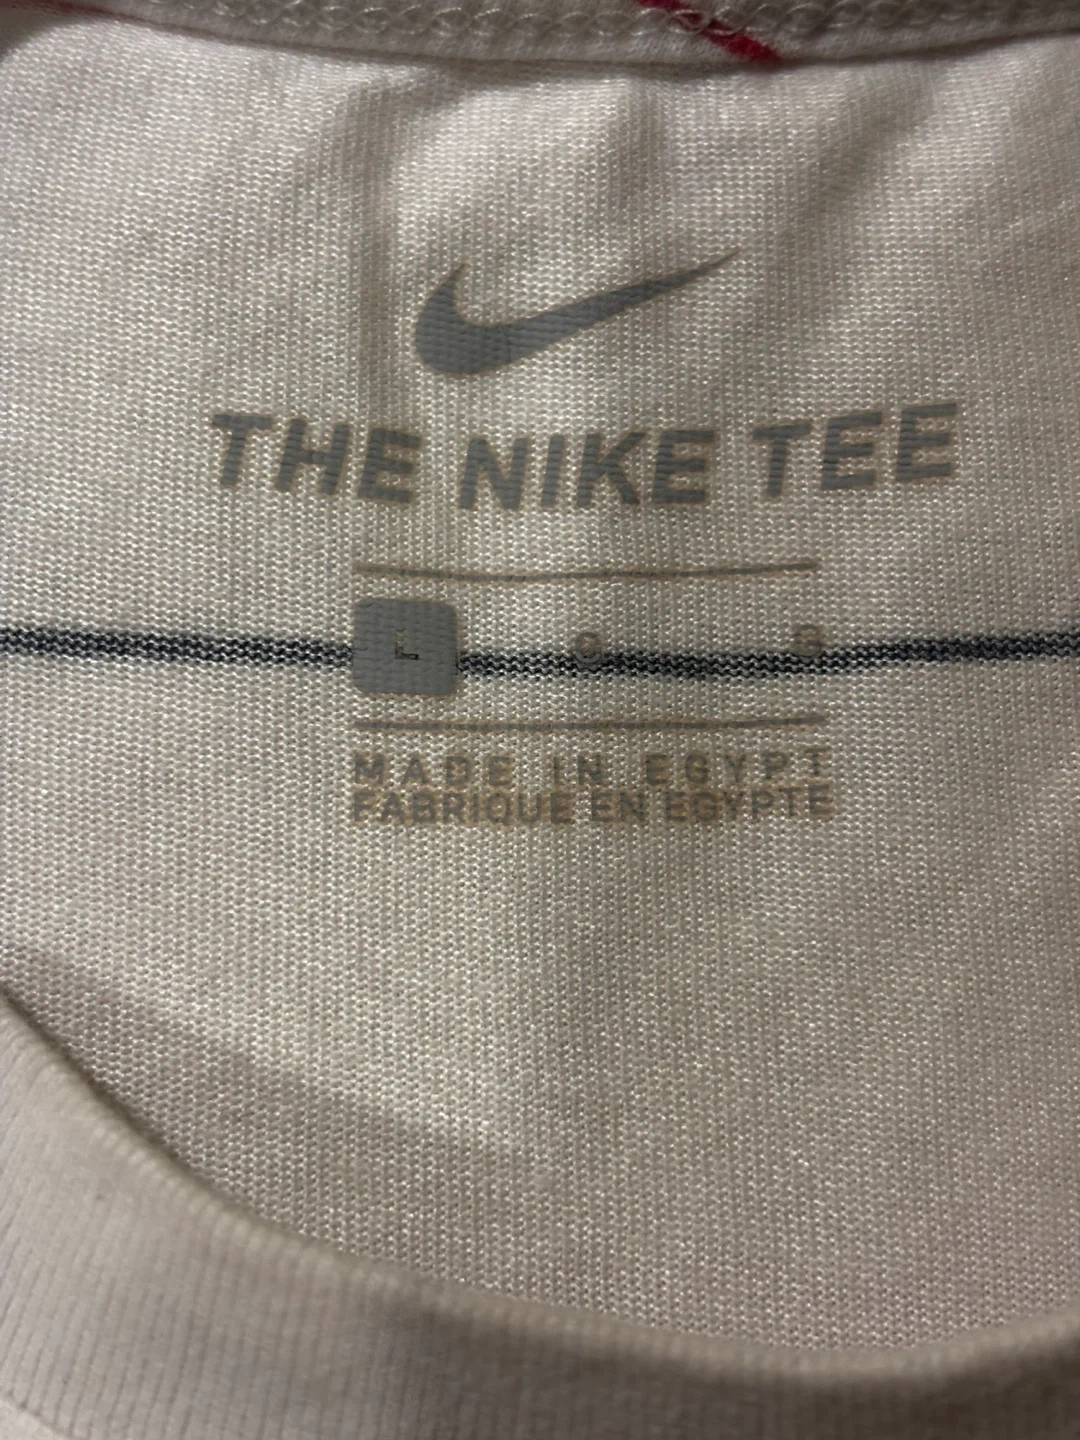 THE NIKE TEE
L G G
MADE IN EGYPT
FABRIQUE EN EGYPTE